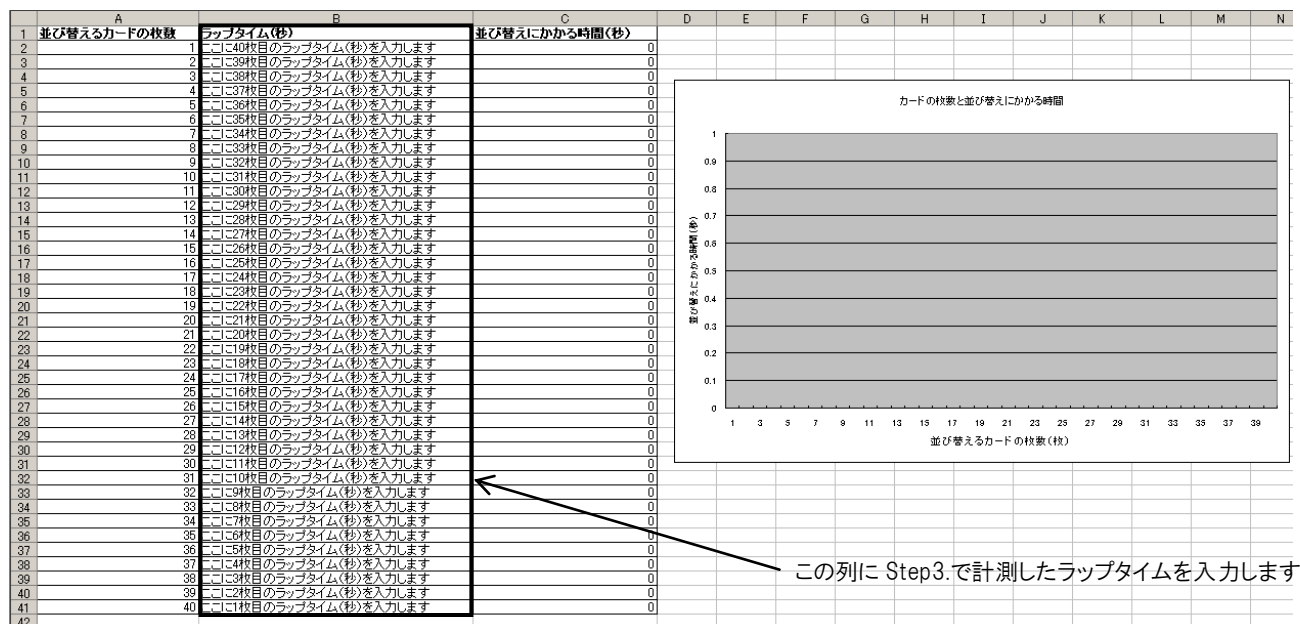 A B C D E F G H I J K L M N
1 並び替えるカードの枚数 ラップタイム(秒) 並び替えにかかる時間(秒)
2 1 ここに40枚目のラップタイム(秒)を入力します 0
3 2 ここに39枚目のラップタイム(秒)を入力します 0
4 3 ここに38枚目のラップタイム(秒)を入力します 0
5 4 ここに37枚目のラップタイム(秒)を入力します 0
6 5 ここに36枚目のラップタイム(秒)を入力します 0
7 6 ここに35枚目のラップタイム(秒)を入力します 0
8 7 ここに34枚目のラップタイム(秒)を入力します 0
9 8 ここに33枚目のラップタイム(秒)を入力します 0
10 9 ここに32枚目のラップタイム(秒)を入力します 0
11 10 ここに31枚目のラップタイム(秒)を入力します 0
12 11 ここに30枚目のラップタイム(秒)を入力します 0
13 12 ここに29枚目のラップタイム(秒)を入力します 0
14 13 ここに28枚目のラップタイム(秒)を入力します 0
15 14 ここに27枚目のラップタイム(秒)を入力します 0
16 15 ここに26枚目のラップタイム(秒)を入力します 0
17 16 ここに25枚目のラップタイム(秒)を入力します 0
18 17 ここに24枚目のラップタイム(秒)を入力します 0
19 18 ここに23枚目のラップタイム(秒)を入力します 0
20 19 ここに22枚目のラップタイム(秒)を入力します 0
21 20 ここに21枚目のラップタイム(秒)を入力します 0
22 21 ここに20枚目のラップタイム(秒)を入力します 0
23 22 ここに19枚目のラップタイム(秒)を入力します 0
24 23 ここに18枚目のラップタイム(秒)を入力します 0
25 24 ここに17枚目のラップタイム(秒)を入力します 0
26 25 ここに16枚目のラップタイム(秒)を入力します 0
27 26 ここに15枚目のラップタイム(秒)を入力します 0
28 27 ここに14枚目のラップタイム(秒)を入力します 0
29 28 ここに13枚目のラップタイム(秒)を入力します 0
30 29 ここに12枚目のラップタイム(秒)を入力します 0
31 30 ここに11枚目のラップタイム(秒)を入力します 0
32 31 ここに10枚目のラップタイム(秒)を入力します 0
33 32 ここに9枚目のラップタイム(秒)を入力します 0
34 33 ここに8枚目のラップタイム(秒)を入力します 0
35 34 ここに7枚目のラップタイム(秒)を入力します 0
36 35 ここに6枚目のラップタイム(秒)を入力します 0
37 36 ここに5枚目のラップタイム(秒)を入力します 0
38 37 ここに4枚目のラップタイム(秒)を入力します 0
39 38 ここに3枚目のラップタイム(秒)を入力します 0
40 39 ここに2枚目のラップタイム(秒)を入力します 0
41 40 ここに1枚目のラップタイム(秒)を入力します 0
42
カードの枚数と並び替えにかかる時間
並び替えにかかる時間(秒)
1
0.9
0.8
0.7
0.6
0.5
0.4
0.3
0.2
0.1
0
1 3 5 7 9 11 13 15 17 19 21 23 25 27 29 31 33 35 37 39
並び替えるカードの枚数(枚)
この列に Step3.で計測したラップタイムを入力します